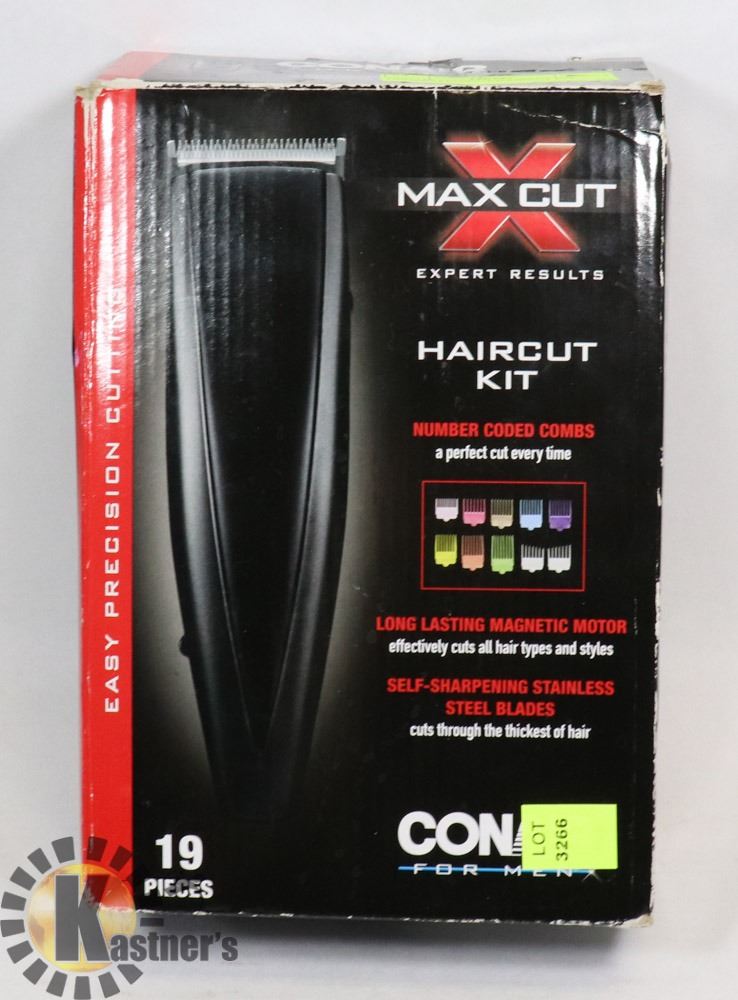 MAX CUT
X
EXPERT RESULTS
HAIRCUT
KIT
NUMBER CODED COMBS
a perfect cut every time
LONG LASTING MAGNETIC MOTOR
effectively cuts all hair types and styles
SELF-SHARPENING STAINLESS
STEEL BLADES
cuts through the thickest of hair
EASY PRECISION CUTTING
19
PIECES
CON
FOR MEN
LOT
3266
Kastner's